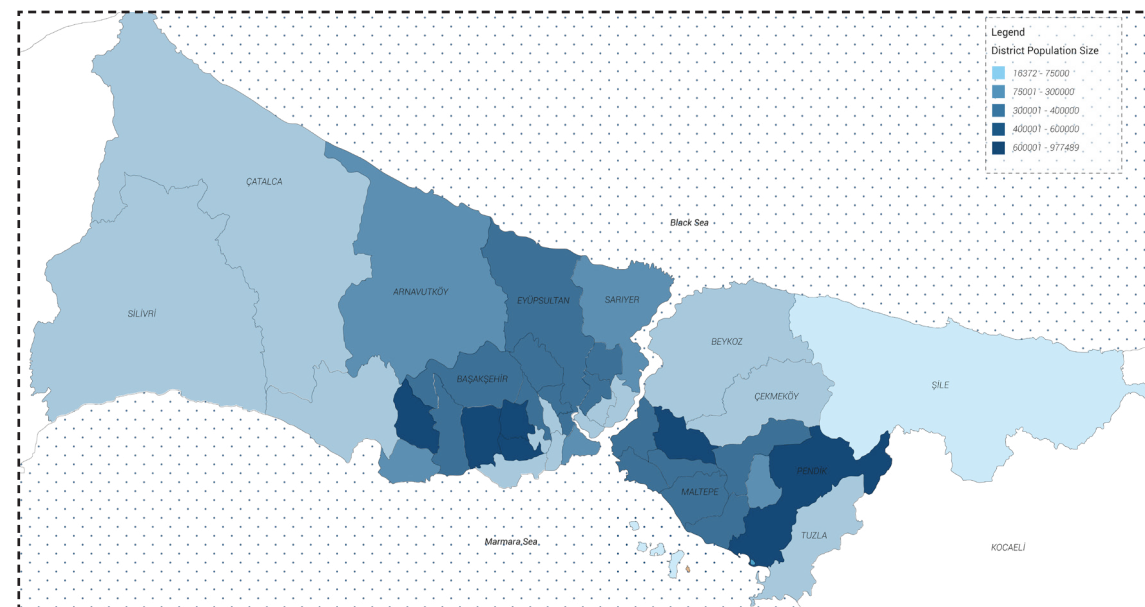 Legend
District Population Size
16372 - 75000
75001 - 300000
300001 - 400000
400001 - 600000
600001 - 977489
ÇATALCA
Black Sea
ARNAVUTKÖY
EYÜPSULTAN
SARIYER
SİLİVRİ
BEYKOZ
BAŞAKŞEHİR
ŞİLE
ÇEKMEKÖY
PENDİK
MALTEPE
TUZLA
Marmara Sea
KOCAELİ